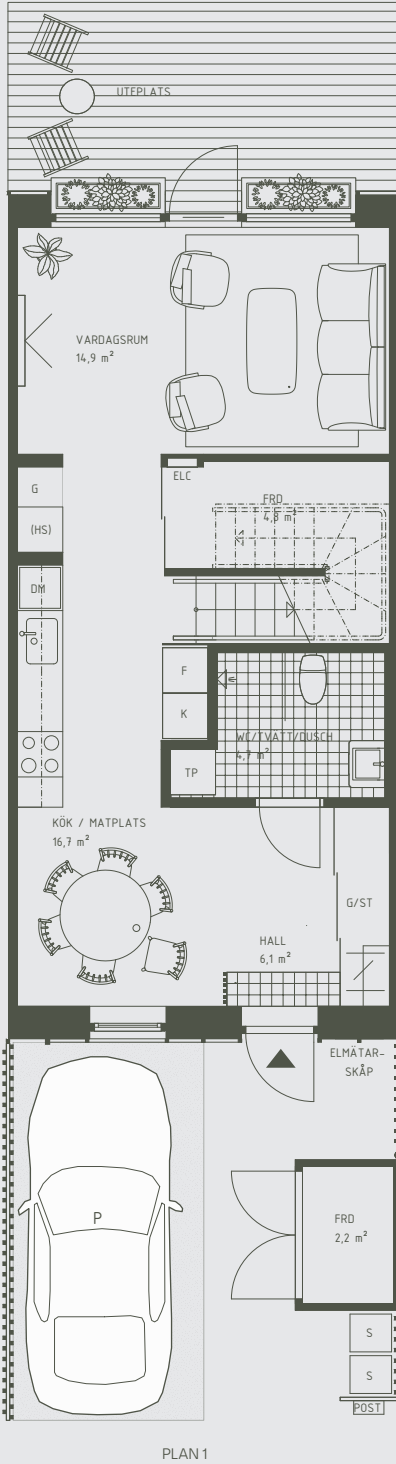 UTEPLATS
VARDAGSRUM
14,9 m²
ELC
G
FRD
4,8 m²
(HS)
DM
F
K
WC/TVÄTT/DUSCH
4,7 m²
TP
KÖK / MATPLATS
16,7 m²
G/ST
HALL
6,1 m²
ELMÄTAR-
SKÅP
P
FRD
2,2 m²
S
S
POST
PLAN 1